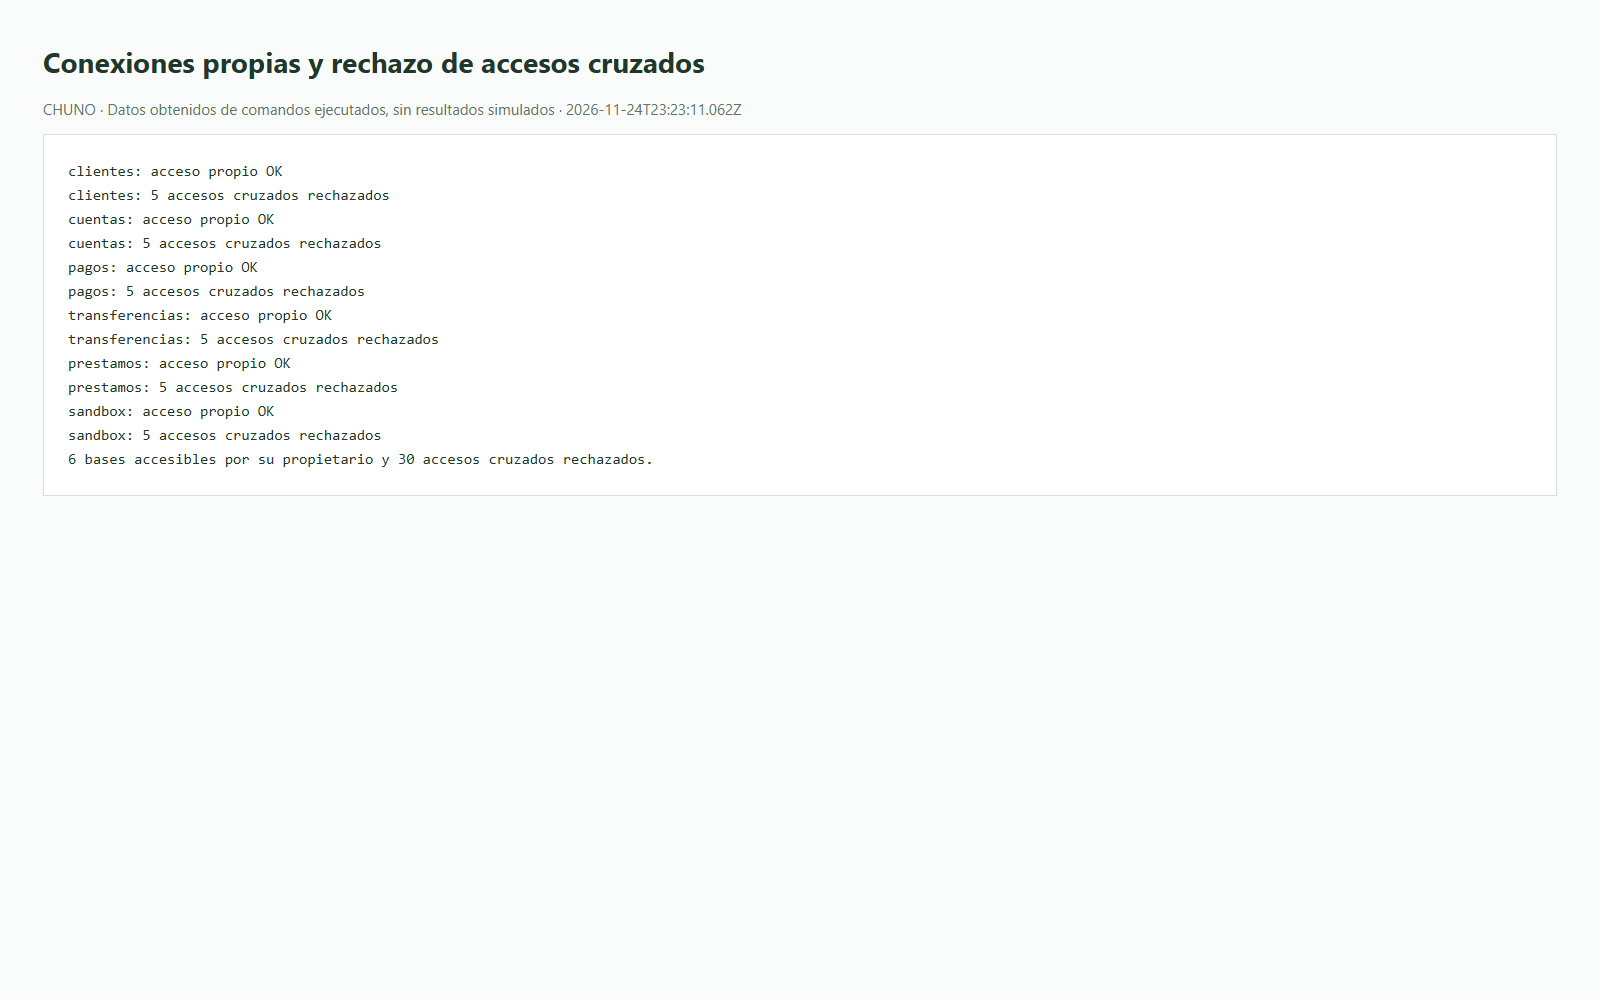 Conexiones propias y rechazo de accesos cruzados
CHUNO · Datos obtenidos de comandos ejecutados, sin resultados simulados · 2026-11-24T23:23:11.062Z
clientes: acceso propio OK
clientes: 5 accesos cruzados rechazados
cuentas: acceso propio OK
cuentas: 5 accesos cruzados rechazados
pagos: acceso propio OK
pagos: 5 accesos cruzados rechazados
transferencias: acceso propio OK
transferencias: 5 accesos cruzados rechazados
prestamos: acceso propio OK
prestamos: 5 accesos cruzados rechazados
sandbox: acceso propio OK
sandbox: 5 accesos cruzados rechazados
6 bases accesibles por su propietario y 30 accesos cruzados rechazados.